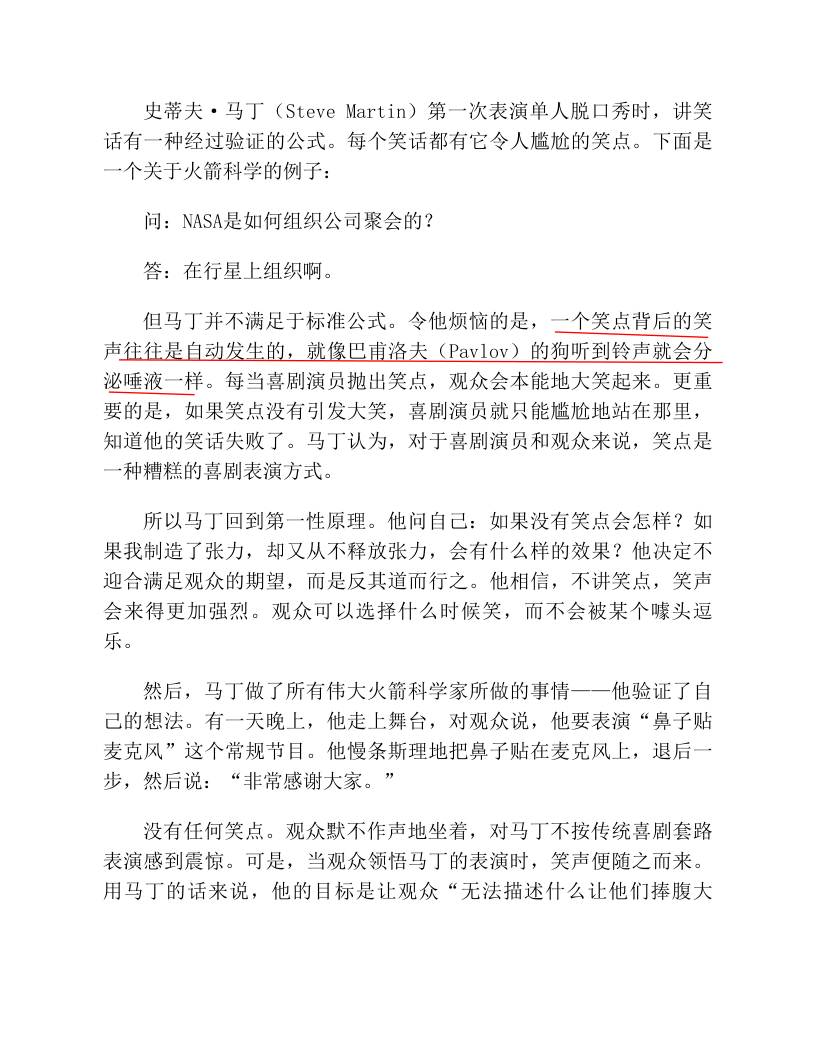 史蒂夫·马丁（Steve Martin）第一次表演单人脱口秀时，讲笑
话有一种经过验证的公式。每个笑话都有它令人尴尬的笑点。下面是
一个关于火箭科学的例子：
问：NASA是如何组织公司聚会的？
答：在行星上组织啊。
但马丁并不满足于标准公式。令他烦恼的是，一个笑点背后的笑
声往往是自动发生的，就像巴甫洛夫（Pavlov）的狗听到铃声就会分
泌唾液一样。每当喜剧演员抛出笑点，观众会本能地大笑起来。更重
要的是，如果笑点没有引发大笑，喜剧演员就只能尴尬地站在那里，
知道他的笑话失败了。马丁认为，对于喜剧演员和观众来说，笑点是
一种糟糕的喜剧表演方式。
所以马丁回到第一性原理。他问自己：如果没有笑点会怎样？如
果我制造了张力，却又从不释放张力，会有什么样的效果？他决定不
迎合满足观众的期望，而是反其道而行之。他相信，不讲笑点，笑声
会来得更加强烈。观众可以选择什么时候笑，而不会被某个噱头逗
乐。
然后，马丁做了所有伟大火箭科学家所做的事情——他验证了自
己的想法。有一天晚上，他走上舞台，对观众说，他要表演“鼻子贴
麦克风”这个常规节目。他慢条斯理地把鼻子贴在麦克风上，退后一
步，然后说：“非常感谢大家。”
没有任何笑点。观众默不作声地坐着，对马丁不按传统喜剧套路
表演感到震惊。可是，当观众领悟马丁的表演时，笑声便随之而来。
用马丁的话来说，他的目标是让观众“无法描述什么让他们捧腹大